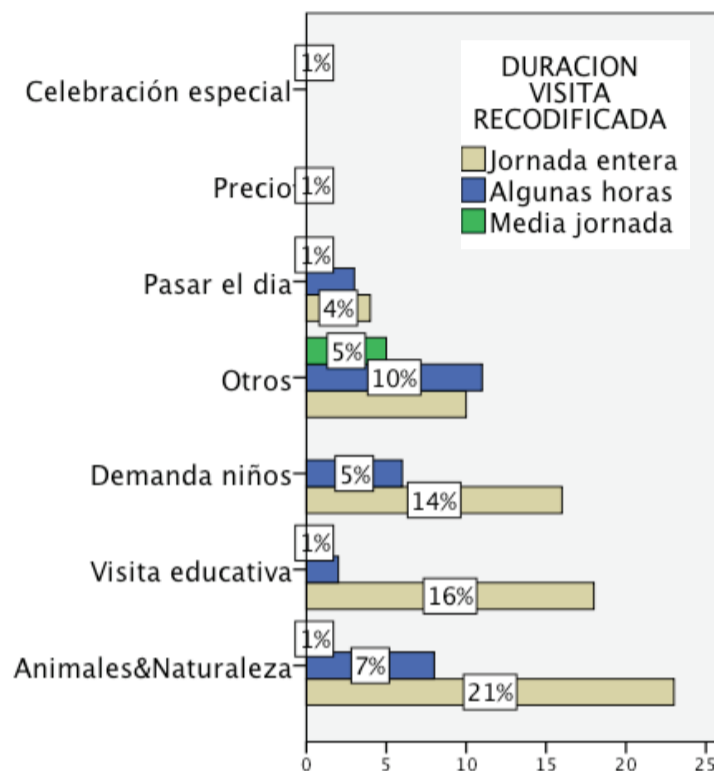 1%
Celebración especial
DURACION
VISITA
RECODIFICADA
Jornada entera
Algunas horas
Media jornada
Precio
1%
1%
Pasar el dia
4%
5%
Otros
10%
Demanda niños
5%
14%
1%
Visita educativa
16%
1%
Animales&Naturaleza
7%
21%
0 5 10 15 20 25